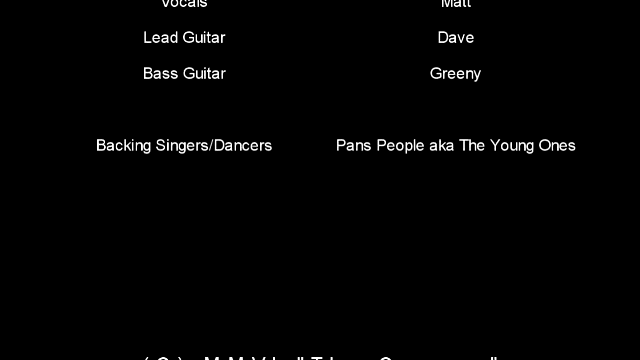 Vocals Matt
Lead Guitar Dave
Bass Guitar Greeny
Backing Singers/Dancers Pans People aka The Young Ones